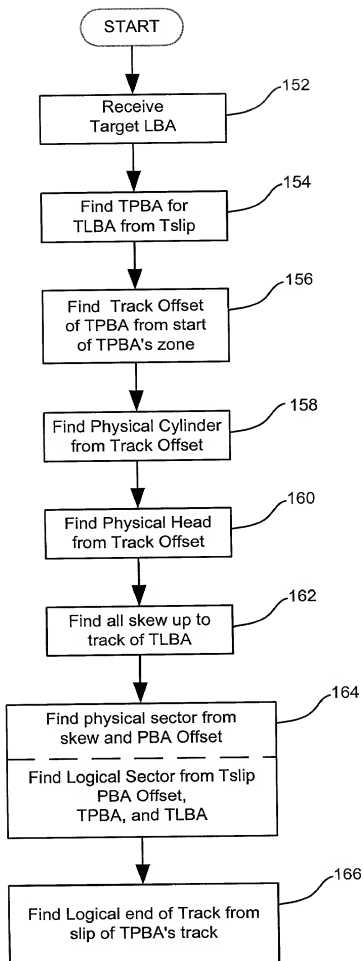 START
152
Receive
Target LBA
154
Find TPBA for
TLBA from Tslip
156
Find Track Offset
of TPBA from start
of TPBA's zone
158
Find Physical Cylinder
from Track Offset
160
Find Physical Head
from Track Offset
162
Find all skew up to
track of TLBA
164
Find physical sector from
skew and PBA Offset
Find Logical Sector from Tslip
PBA Offset,
TPBA, and TLBA
166
Find Logical end of Track from
slip of TPBA's track